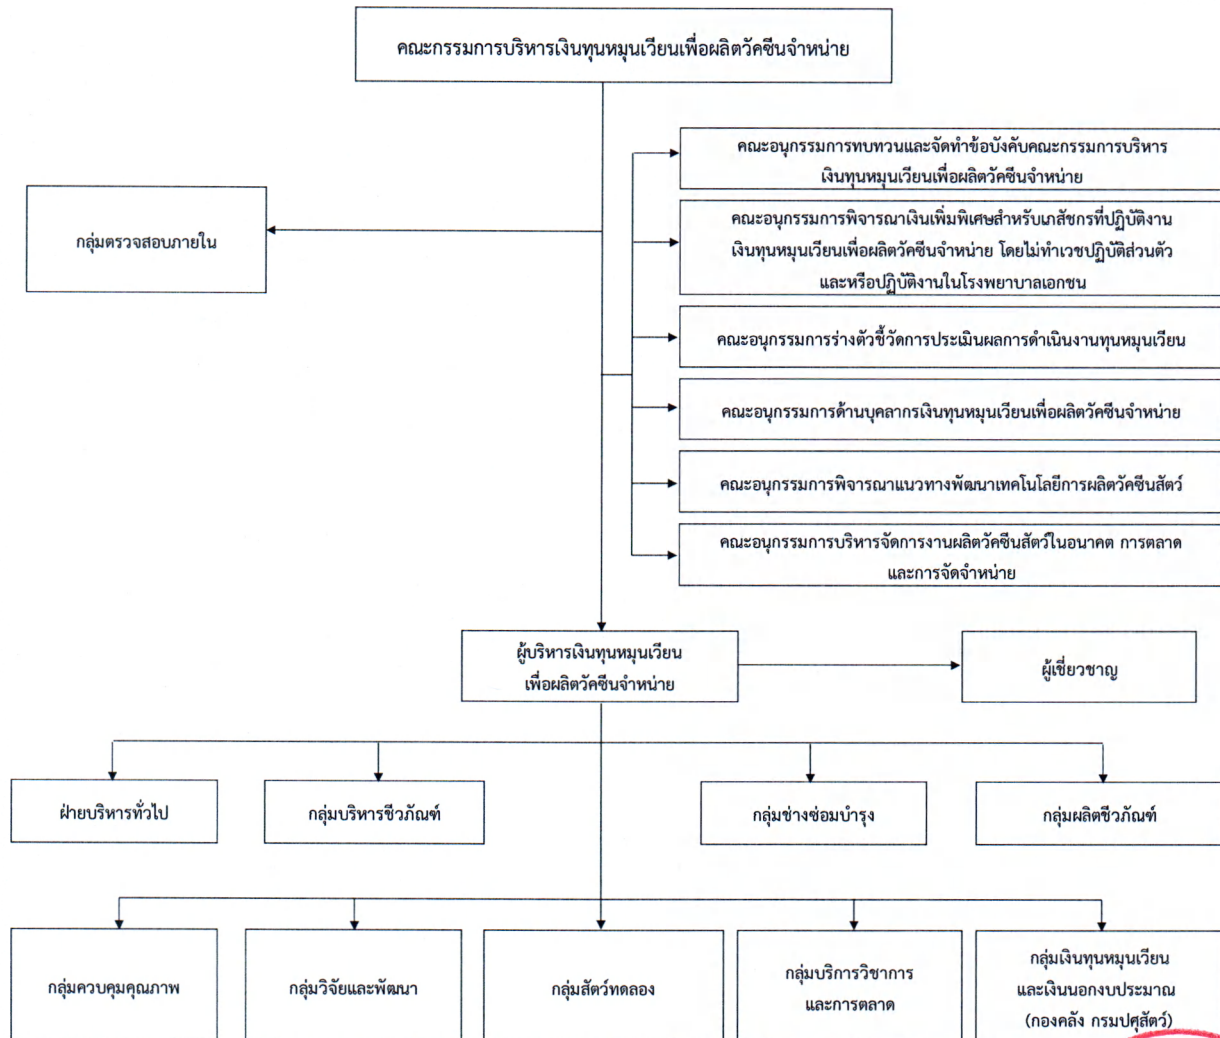 คณะกรรมการบริหารเงินทุนหมุนเวียนเพื่อผลิตวัคซีนจำหน่าย
คณะอนุกรรมการทบทวนและจัดทำข้อบังคับคณะกรรมการบริหาร
เงินทุนหมุนเวียนเพื่อผลิตวัคซีนจำหน่าย
กลุ่มตรวจสอบภายใน
คณะอนุกรรมการพิจารณาเงินเพิ่มพิเศษสำหรับเภสัชกรที่ปฏิบัติงาน
เงินทุนหมุนเวียนเพื่อผลิตวัคซีนจำหน่าย โดยไม่ทำเวชปฏิบัติส่วนตัว
และหรือปฏิบัติงานในโรงพยาบาลเอกชน
คณะอนุกรรมการร่างตัวชี้วัดการประเมินผลการดำเนินงานทุนหมุนเวียน
คณะอนุกรรมการด้านบุคลากรเงินทุนหมุนเวียนเพื่อผลิตวัคซีนจำหน่าย
คณะอนุกรรมการพิจารณาแนวทางพัฒนาเทคโนโลยีการผลิตวัคซีนสัตว์
คณะอนุกรรมการบริหารจัดการงานผลิตวัคซีนสัตว์ในอนาคต การตลาด
และการจัดจำหน่าย
ผู้บริหารเงินทุนหมุนเวียน
เพื่อผลิตวัคซีนจำหน่าย
ผู้เชี่ยวชาญ
ฝ่ายบริหารทั่วไป
กลุ่มบริหารชีวภัณฑ์
กลุ่มช่างซ่อมบำรุง
กลุ่มผลิตชีวภัณฑ์
กลุ่มควบคุมคุณภาพ
กลุ่มวิจัยและพัฒนา
กลุ่มสัตว์ทดลอง
กลุ่มบริการวิชาการ
และการตลาด
กลุ่มเงินทุนหมุนเวียน
และเงินนอกงบประมาณ
(กองคลัง กรมปศุสัตว์)